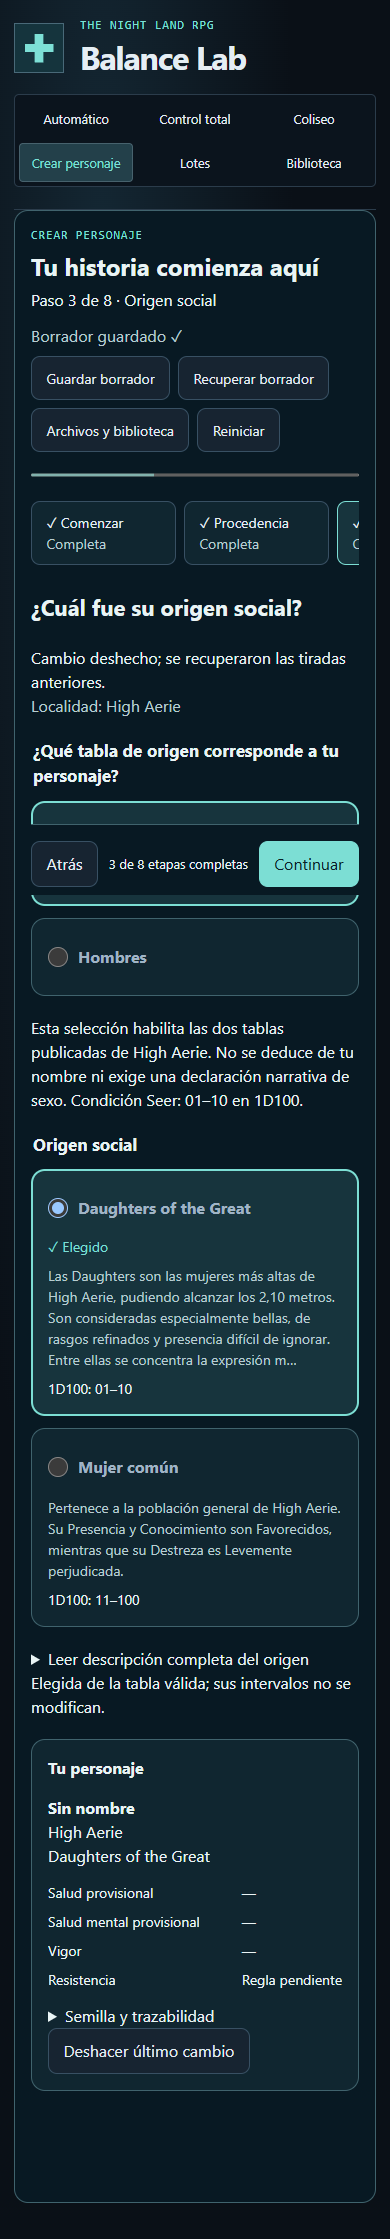 THE NIGHT LAND RPG
Balance Lab
Automático
Control total
Coliseo
Crear personaje
Lotes
Biblioteca
CREAR PERSONAJE
Tu historia comienza aquí
Paso 3 de 8 · Origen social
Borrador guardado ✓
Guardar borrador
Recuperar borrador
Archivos y biblioteca
Reiniciar
✓ Comenzar
Completa
✓ Procedencia
Completa
✓
¿Cuál fue su origen social?
Cambio deshecho; se recuperaron las tiradas
anteriores.
Localidad: High Aerie
¿Qué tabla de origen corresponde a tu
personaje?
Atrás
3 de 8 etapas completas
Continuar
Hombres
Esta selección habilita las dos tablas
publicadas de High Aerie. No se deduce de tu
nombre ni exige una declaración narrativa de
sexo. Condición Seer: 01–10 en 1D100.
Origen social
Daughters of the Great
✓ Elegido
Las Daughters son las mujeres más altas de
High Aerie, pudiendo alcanzar los 2,10 metros.
Son consideradas especialmente bellas, de
rasgos refinados y presencia difícil de ignorar.
Entre ellas se concentra la expresión m...
1D100: 01–10
Mujer común
Pertenece a la población general de High Aerie.
Su Presencia y Conocimiento son Favorecidos,
mientras que su Destreza es Levemente
perjudicada.
1D100: 11–100
▶ Leer descripción completa del origen
Elegida de la tabla válida; sus intervalos no se
modifican.
Tu personaje
Sin nombre
High Aerie
Daughters of the Great
Salud provisional —
Salud mental provisional —
Vigor —
Resistencia Regla pendiente
▶ Semilla y trazabilidad
Deshacer último cambio